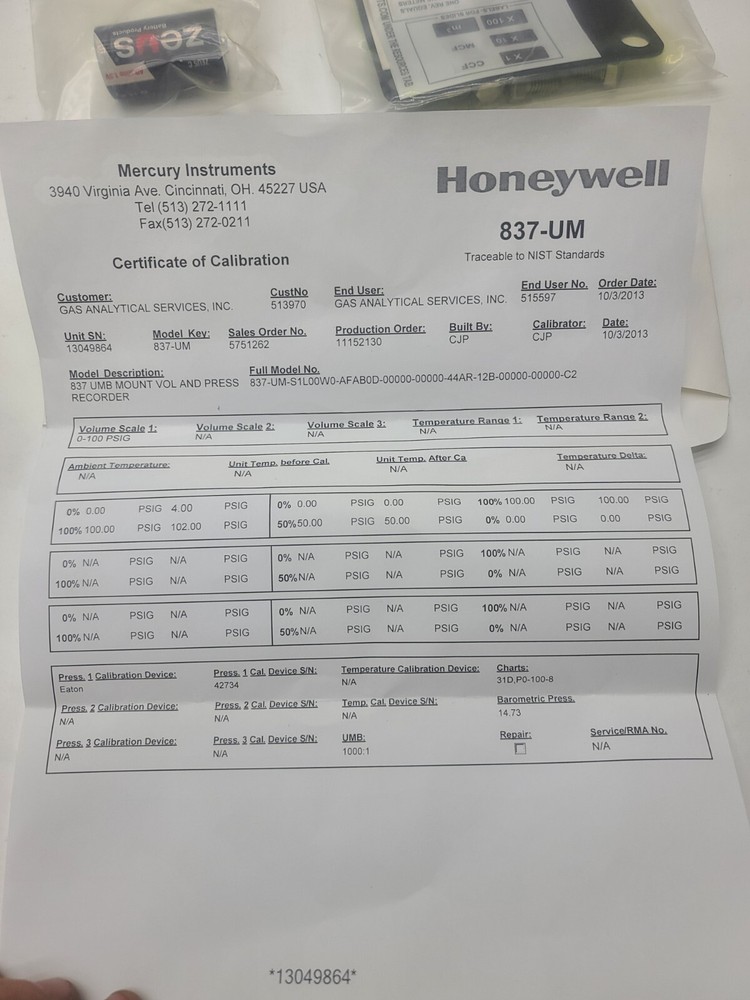 zeus
Battery Products
CCF
X 1
MCF
X 10
m³
X 100
Mercury Instruments
3940 Virginia Ave. Cincinnati, OH. 45227 USA
Tel (513) 272-1111
Fax(513) 272-0211
Honeywell
837-UM
Traceable to NIST Standards
Certificate of Calibration
Customer: CustNo End User: End User No. Order Date:
GAS ANALYTICAL SERVICES, INC. 513970 GAS ANALYTICAL SERVICES, INC. 515597 10/3/2013
Unit SN: Model Key: Sales Order No. Production Order: Built By: Calibrator: Date:
13049864 837-UM 5751262 11152130 CJP CJP 10/3/2013
Model Description: Full Model No.
837 UMB MOUNT VOL AND PRESS 837-UM-S1L00W0-AFAB0D-00000-00000-44AR-12B-00000-00000-C2
RECORDER
Volume Scale 1: Volume Scale 2: Volume Scale 3: Temperature Range 1: Temperature Range 2:
0-100 PSIG N/A N/A N/A N/A
Ambient Temperature: Unit Temp. before Cal. Unit Temp. After Ca Temperature Delta:
N/A N/A N/A N/A
0% 0.00 PSIG 4.00 PSIG 0% 0.00 PSIG 0.00 PSIG 100% 100.00 PSIG 100.00 PSIG
100% 100.00 PSIG 102.00 PSIG 50% 50.00 PSIG 50.00 PSIG 0% 0.00 PSIG 0.00 PSIG
0% N/A PSIG N/A PSIG 0% N/A PSIG N/A PSIG 100% N/A PSIG N/A PSIG
100% N/A PSIG N/A PSIG 50% N/A PSIG N/A PSIG 0% N/A PSIG N/A PSIG
0% N/A PSIG N/A PSIG 0% N/A PSIG N/A PSIG 100% N/A PSIG N/A PSIG
100% N/A PSIG N/A PSIG 50% N/A PSIG N/A PSIG 0% N/A PSIG N/A PSIG
Press. 1 Calibration Device: Press. 1 Cal. Device S/N: Temperature Calibration Device: Charts:
Eaton 42734 N/A 31D,P0-100-8
Press. 2 Calibration Device: Press. 2 Cal. Device S/N: Temp. Cal. Device S/N: Barometric Press.
N/A N/A N/A 14.73
Press. 3 Calibration Device: Press. 3 Cal. Device S/N: UMB: Repair: Service/RMA No.
N/A N/A 1000:1 N/A
*13049864*